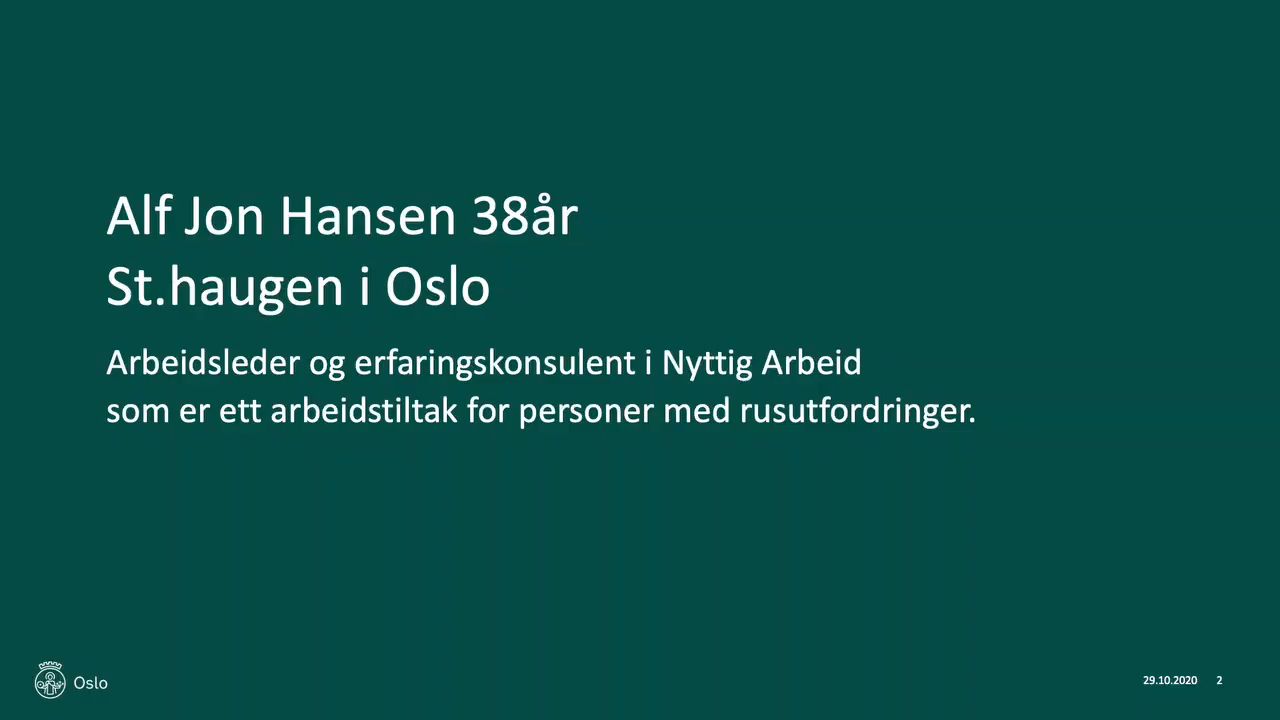 Alf Jon Hansen 38år
St.haugen i Oslo
Arbeidsleder og erfaringskonsulent i Nyttig Arbeid
som er ett arbeidstiltak for personer med rusutfordringer.
Oslo
29.10.2020 2